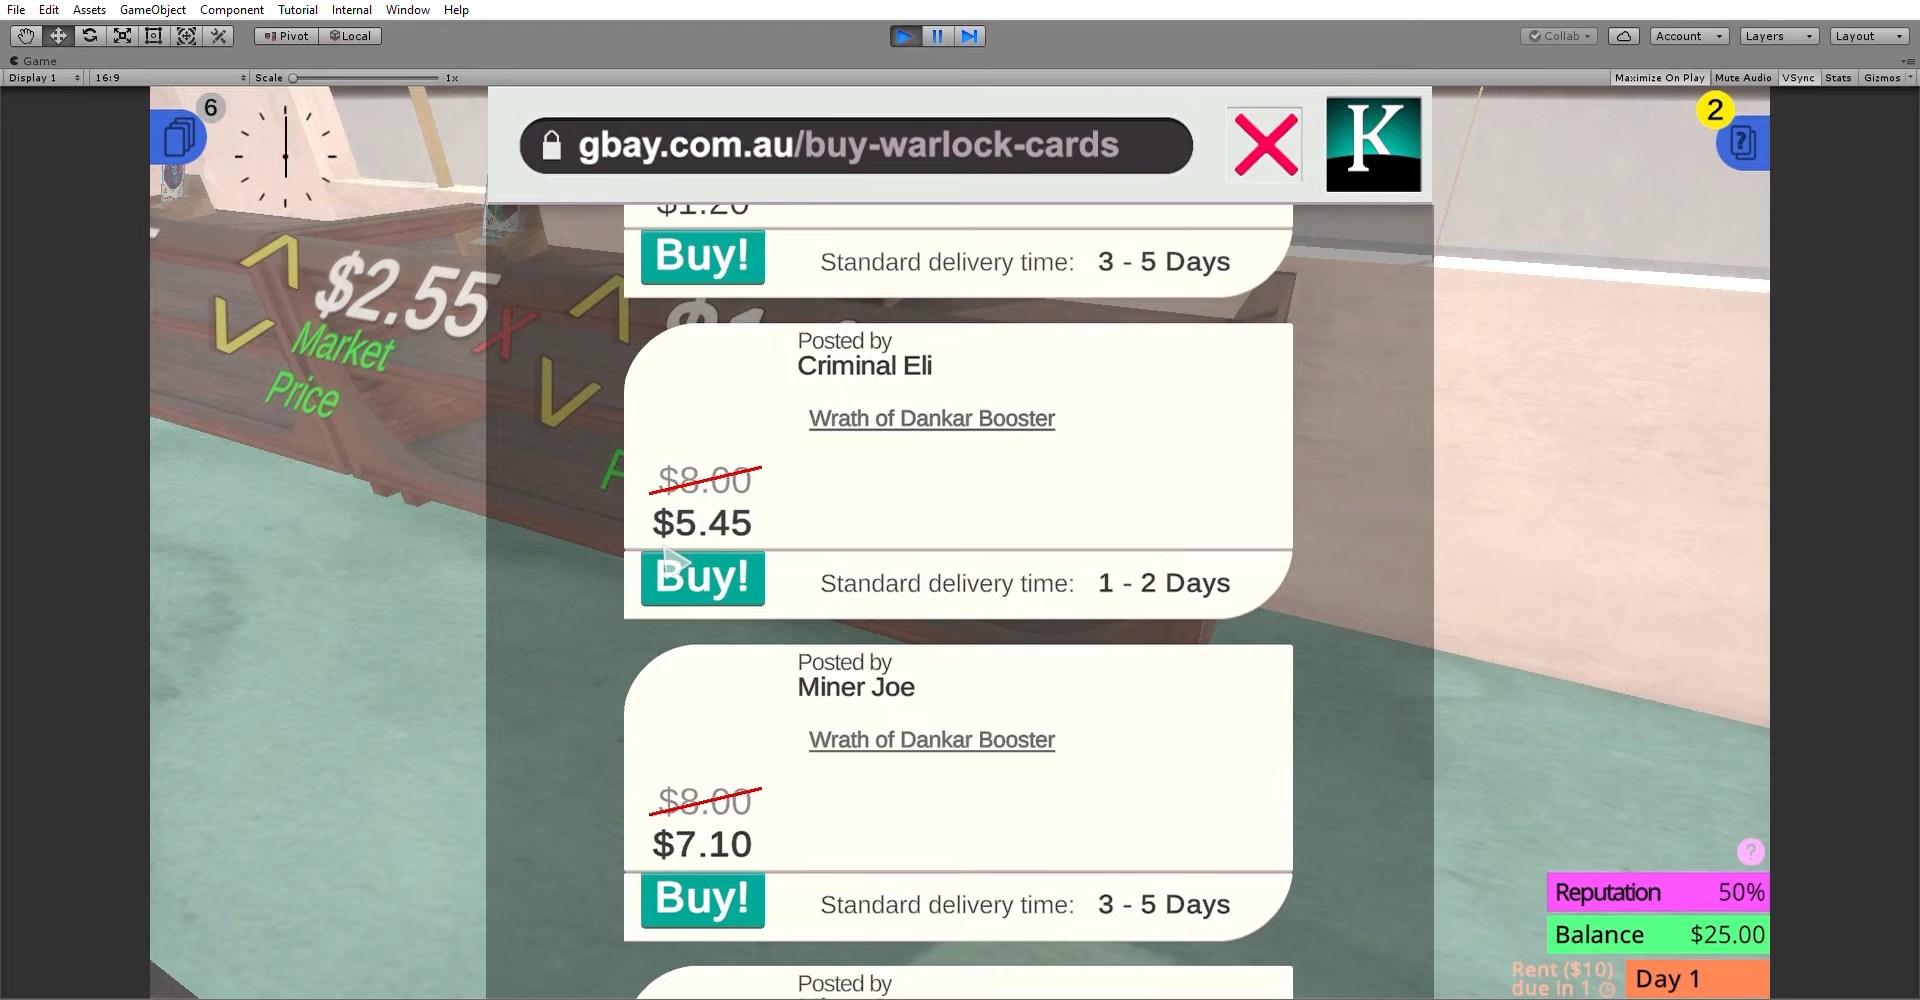 File Edit Assets GameObject Component Tutorial Internal Window Help
Pivot Local Collab Account Layers Layout
Game
Display 1 16:9 Scale 1x Maximize On Play Mute Audio VSync Stats Gizmos
6
gbay.com.au/buy-warlock-cards
K
2
$1.20
Buy! Standard delivery time: 3 - 5 Days
$2.55
Market
Price
Posted by
Criminal Eli
Wrath of Dankar Booster
$8.00
$5.45
Buy! Standard delivery time: 1 - 2 Days
Posted by
Miner Joe
Wrath of Dankar Booster
$8.00
$7.10
Buy! Standard delivery time: 3 - 5 Days
Posted by
?
Reputation 50%
Balance $25.00
Rent ($10)
due in 1
Day 1